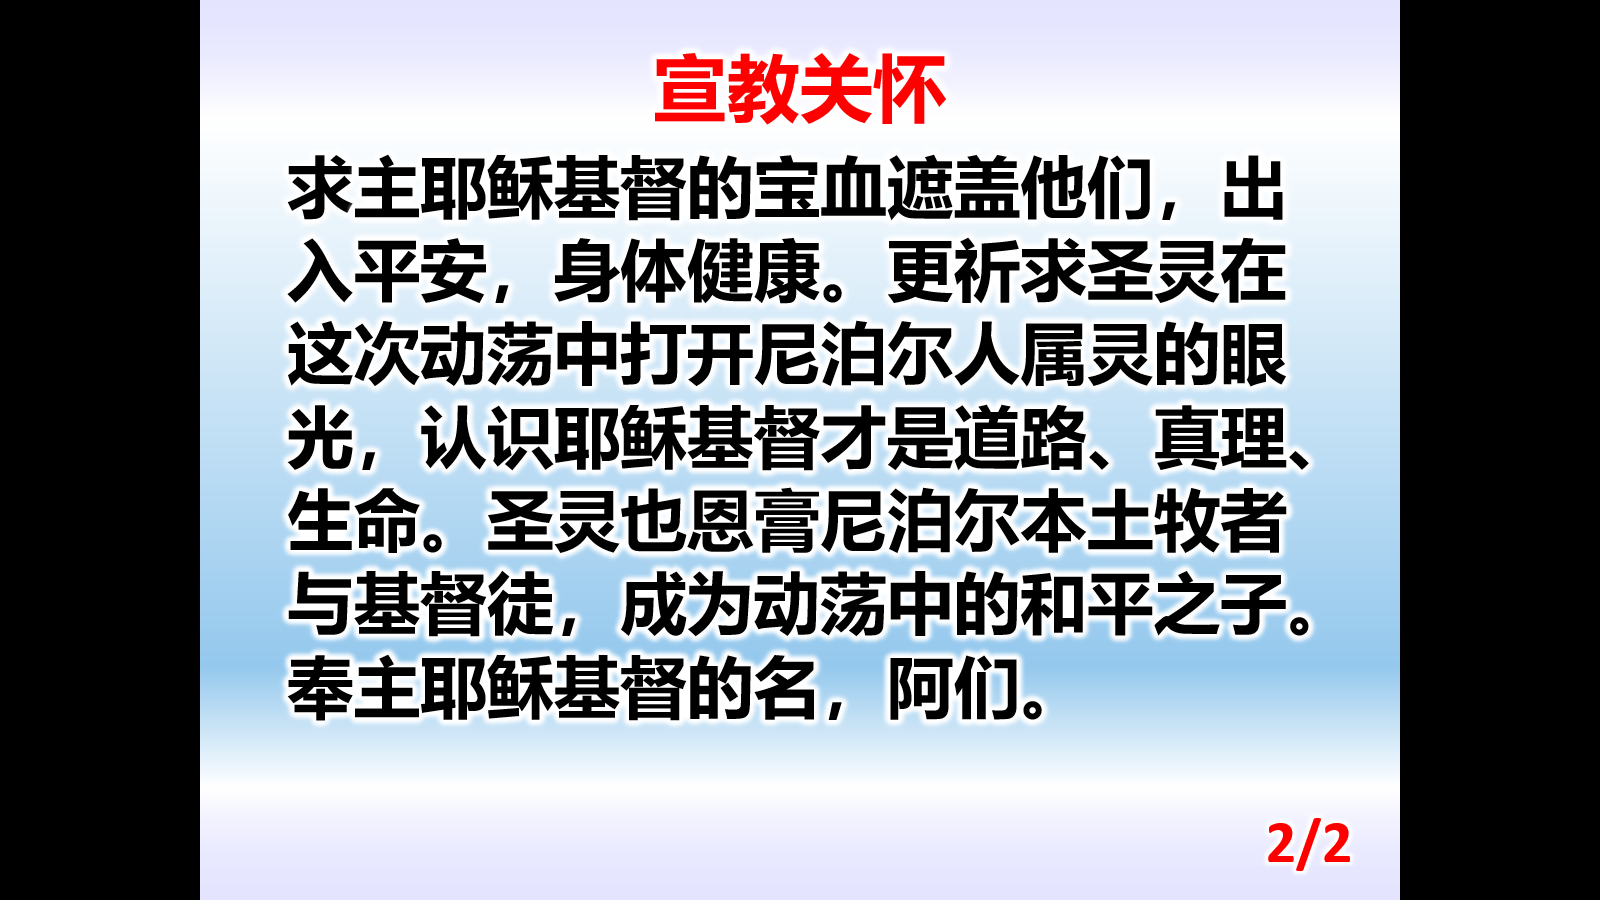 宣教关怀
求主耶稣基督的宝血遮盖他们，出
入平安，身体健康。更祈求圣灵在
这次动荡中打开尼泊尔人属灵的眼
光，认识耶稣基督才是道路、真理、
生命。圣灵也恩膏尼泊尔本土牧者
与基督徒，成为动荡中的和平之子。
奉主耶稣基督的名，阿们。
2/2